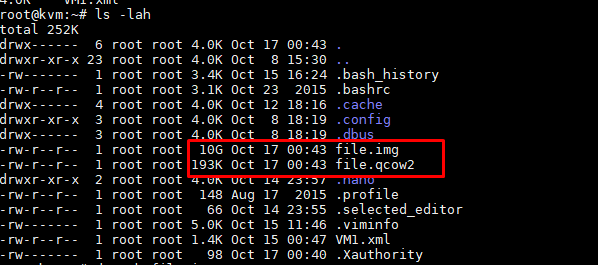 root@kvm:~# ls -lah
total 252K
drwx------ 6 root root 4.0K Oct 17 00:43 .
drwxr-xr-x 23 root root 4.0K Oct 8 15:30 ..
-rw------- 1 root root 3.4K Oct 15 16:24 .bash_history
-rw-r--r-- 1 root root 3.1K Oct 23 2015 .bashrc
drwx------ 4 root root 4.0K Oct 12 18:16 .cache
drwxr-xr-x 3 root root 4.0K Oct 8 18:19 .config
drwx------ 3 root root 4.0K Oct 8 18:19 .dbus
-rw-r--r-- 1 root root 10G Oct 17 00:43 file.img
-rw-r--r-- 1 root root 193K Oct 17 00:43 file.qcow2
drwxr-xr-x 2 root root 4.0K Oct 14 23:57 .nano
-rw-r--r-- 1 root root 148 Aug 17 2015 .profile
-rw-r--r-- 1 root root 66 Oct 14 23:55 .selected_editor
-rw------- 1 root root 5.0K Oct 15 11:46 .viminfo
-rw-r--r-- 1 root root 1.4K Oct 15 00:47 VM1.xml
-rw------- 1 root root 98 Oct 17 00:40 .Xauthority